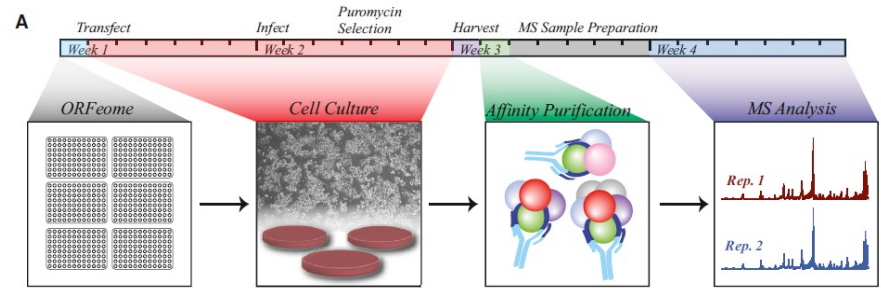 A
Transfect
Infect
Puromycin
Selection
Harvest
MS Sample Preparation
Week 1
Week 2
Week 3
Week 4
ORFeome
Cell Culture
Affinity Purification
MS Analysis
Rep. 1
Rep. 2